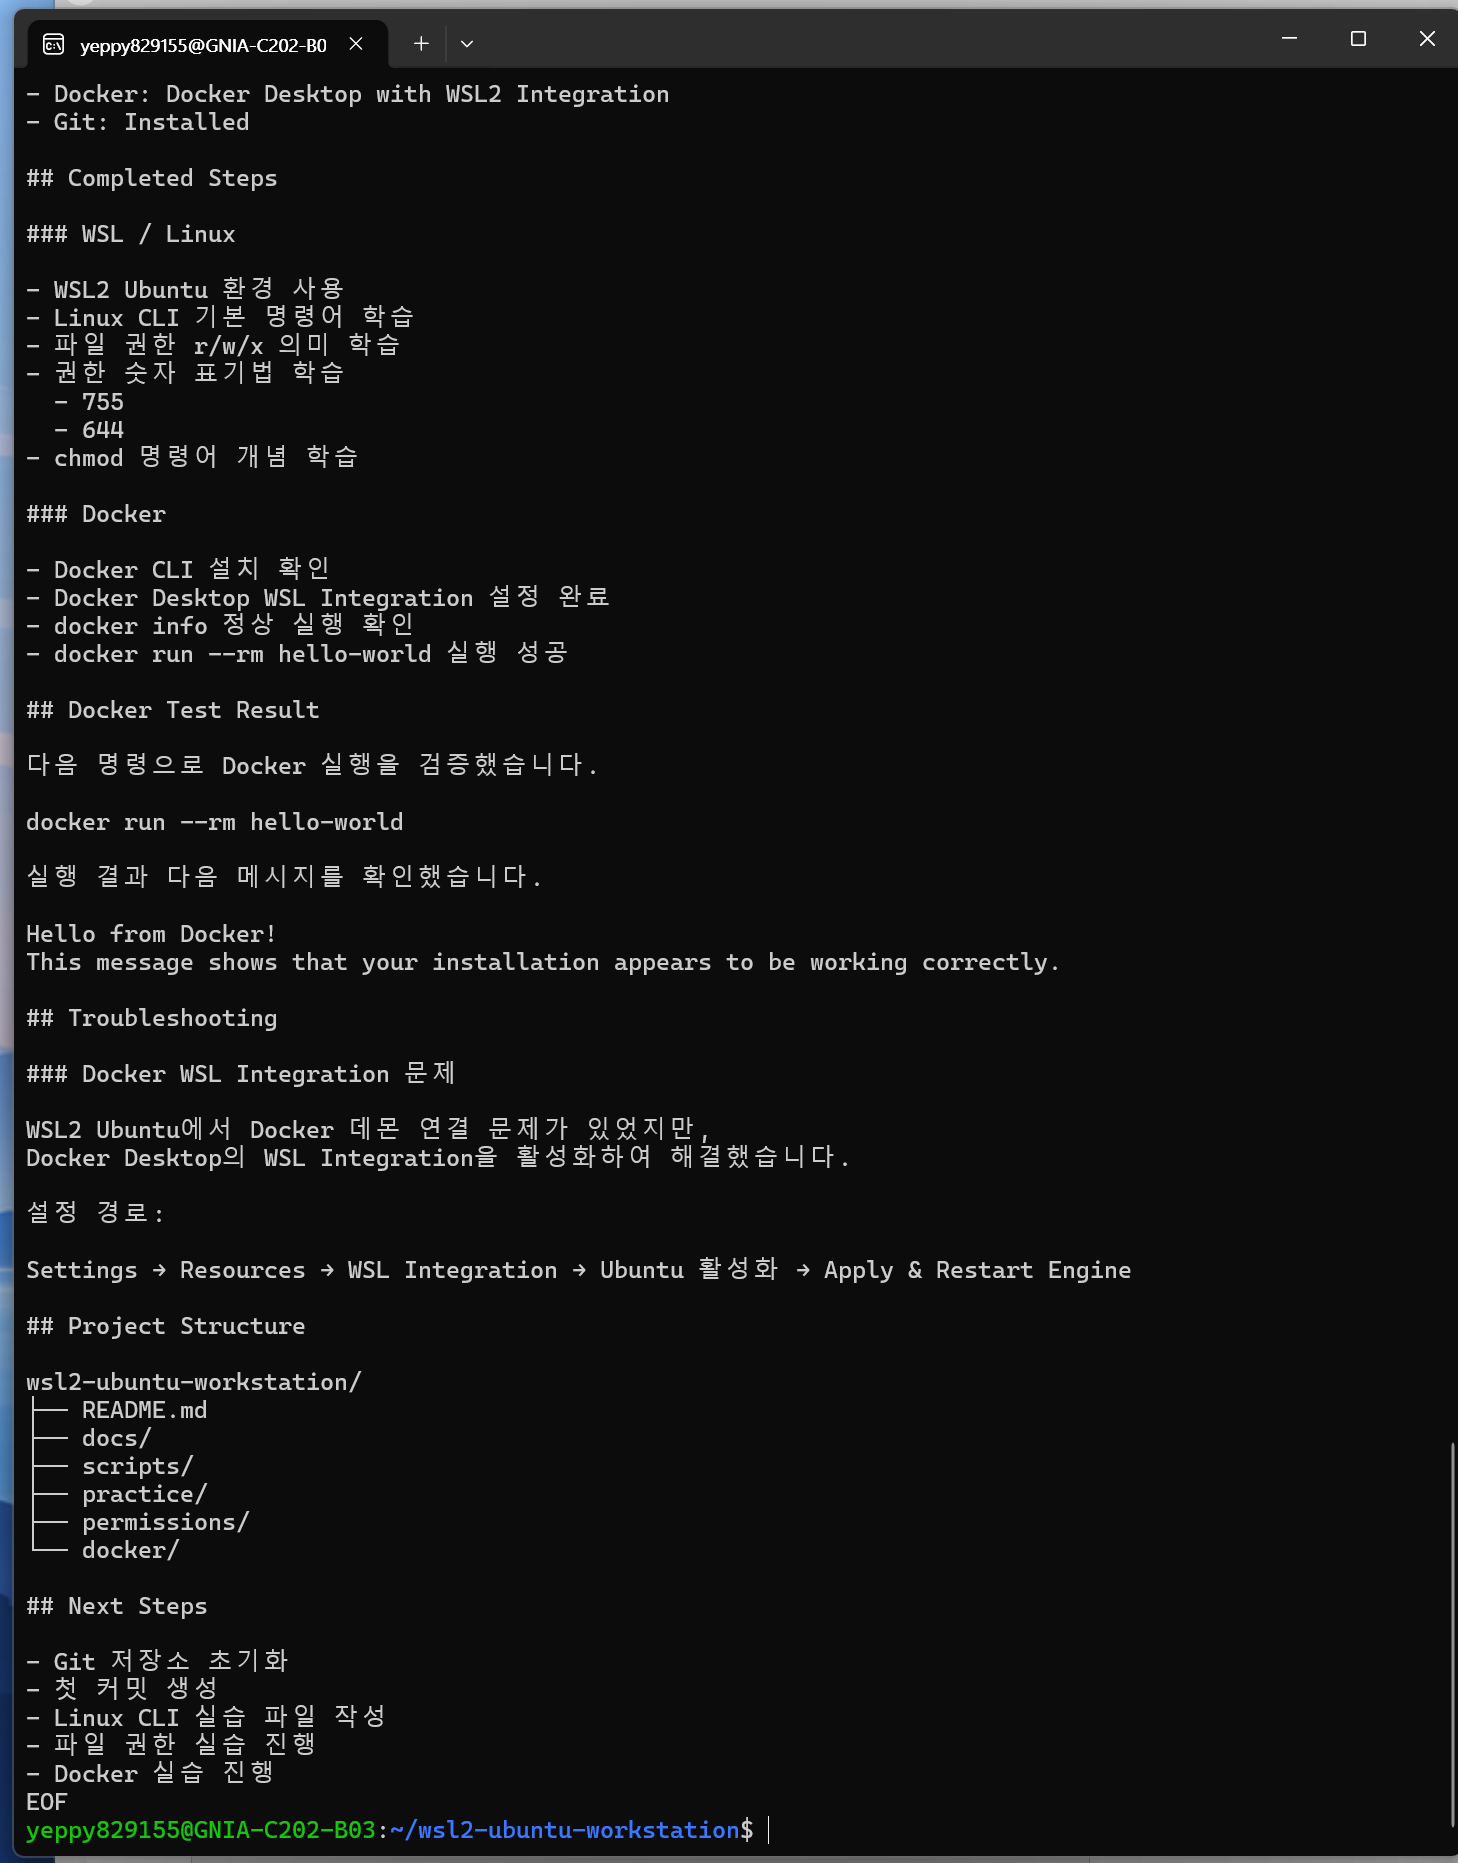 yeppy829155@GNIA-C202-B0
- Docker: Docker Desktop with WSL2 Integration
- Git: Installed
## Completed Steps
### WSL / Linux
- WSL2 Ubuntu 환경 사용
- Linux CLI 기본 명령어 학습
- 파일 권한 r/w/x 의미 학습
- 권한 숫자 표기법 학습
  - 755
  - 644
- chmod 명령어 개념 학습
### Docker
- Docker CLI 설치 확인
- Docker Desktop WSL Integration 설정 완료
- docker info 정상 실행 확인
- docker run --rm hello-world 실행 성공
## Docker Test Result
다음 명령으로 Docker 실행을 검증했습니다.
docker run --rm hello-world
실행 결과 다음 메시지를 확인했습니다.
Hello from Docker!
This message shows that your installation appears to be working correctly.
## Troubleshooting
### Docker WSL Integration 문제
WSL2 Ubuntu에서 Docker 데몬 연결 문제가 있었지만,
Docker Desktop의 WSL Integration을 활성화하여 해결했습니다.
설정 경로:
Settings → Resources → WSL Integration → Ubuntu 활성화 → Apply & Restart Engine
## Project Structure
wsl2-ubuntu-workstation/
├── README.md
├── docs/
├── scripts/
├── practice/
├── permissions/
└── docker/
## Next Steps
- Git 저장소 초기화
- 첫 커밋 생성
- Linux CLI 실습 파일 작성
- 파일 권한 실습 진행
- Docker 실습 진행
EOF
yeppy829155@GNIA-C202-B03:~/wsl2-ubuntu-workstation$